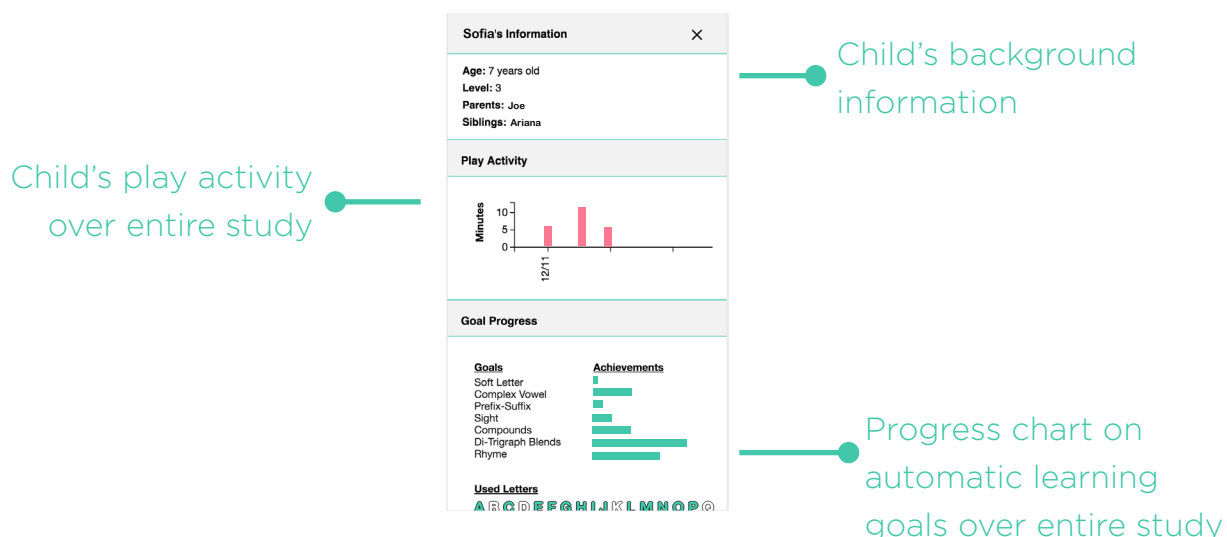 Sofia's Information
Age: 7 years old
Level: 3
Parents: Joe
Siblings: Ariana
Child’s background
information
Play Activity
Child’s play activity
over entire study
Minutes
10
5
0
12/11
Goal Progress
Goals Achievements
Soft Letter
Complex Vowel
Prefix-Suffix
Sight
Compounds
Di-Trigraph Blends
Rhyme
Progress chart on
automatic learning
goals over entire study
Used Letters
ABCDEFGHIJKLMNOPQ